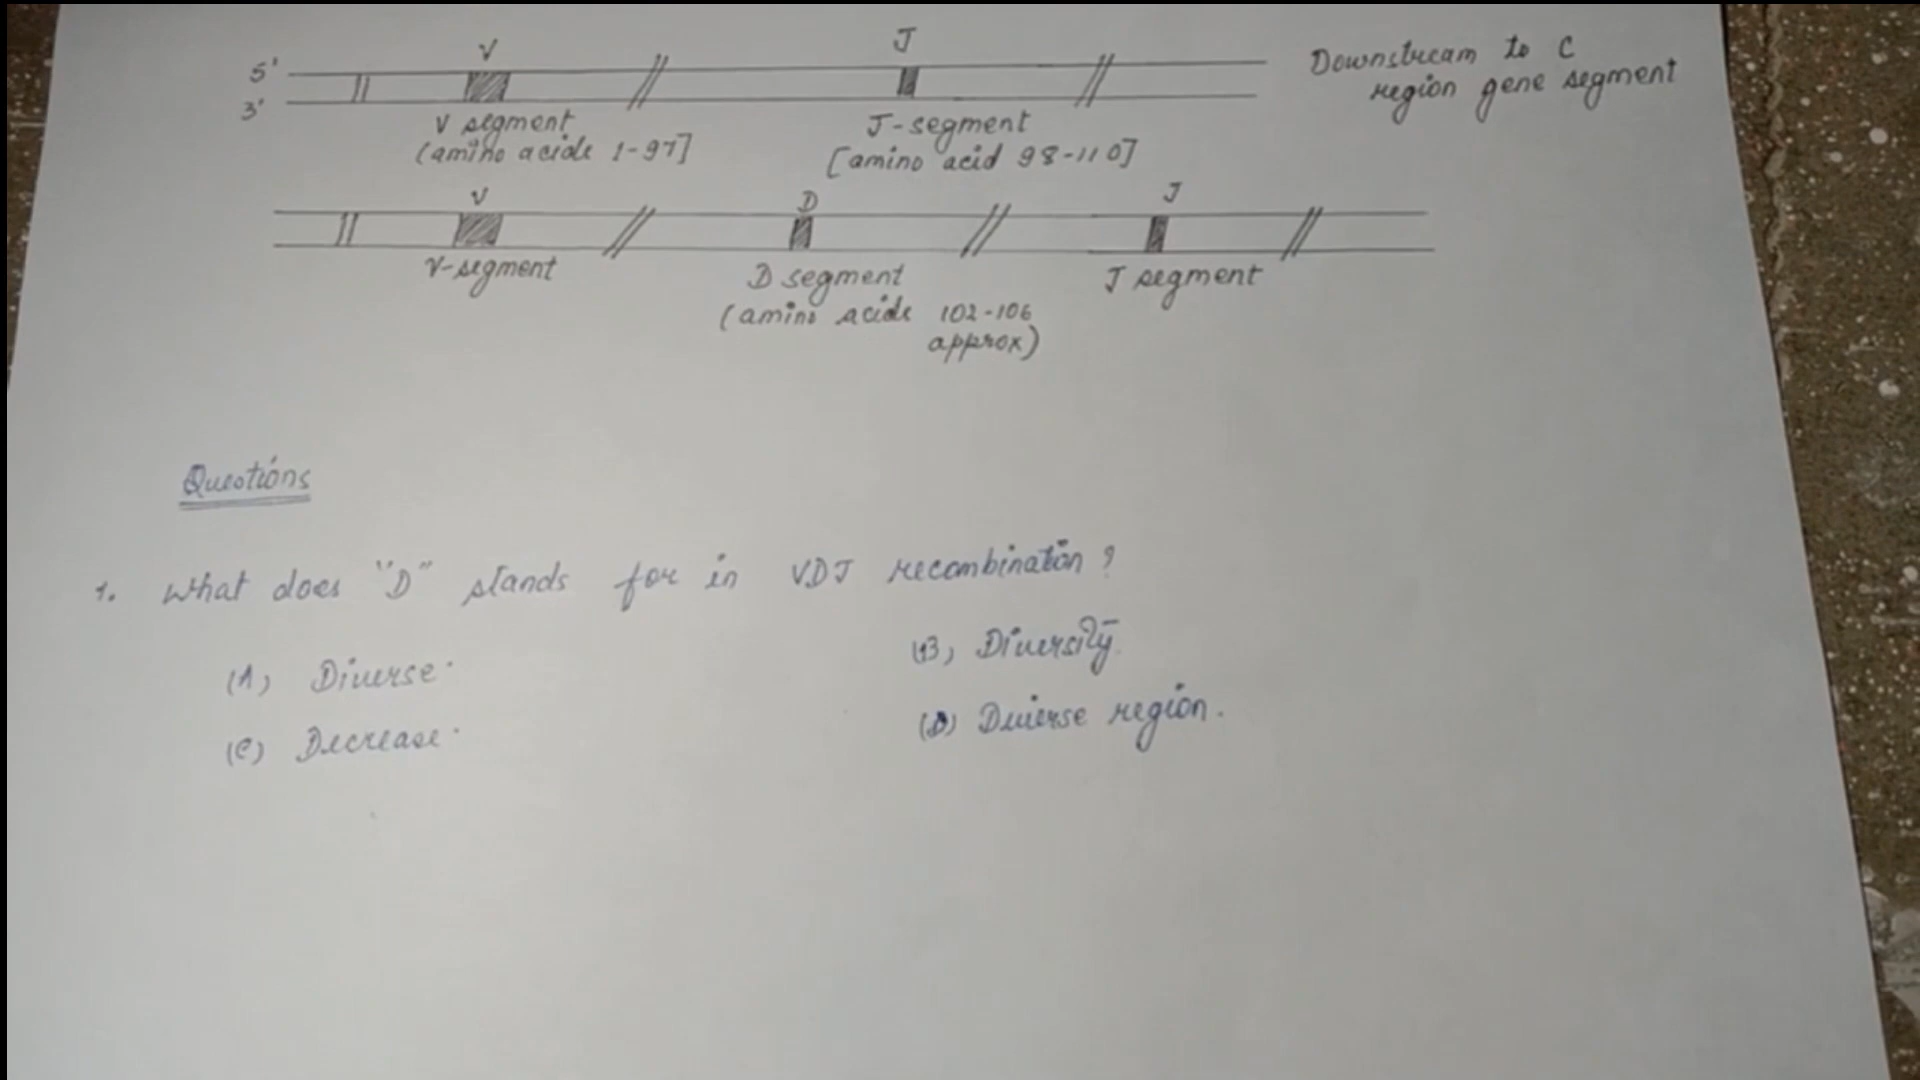 V J
5'
3'
Downstream to C
region gene segment
V segment J-segment
(amino acids 1-97] [amino acid 98-110]
V D J
V-segment D segment J segment
(amino acids 102-106
approx)
Questions
1. What does "D" stands for in VDJ recombination?
(A) Diverse. (B) Diversity.
(C) Decrease. (D) Diverse region.